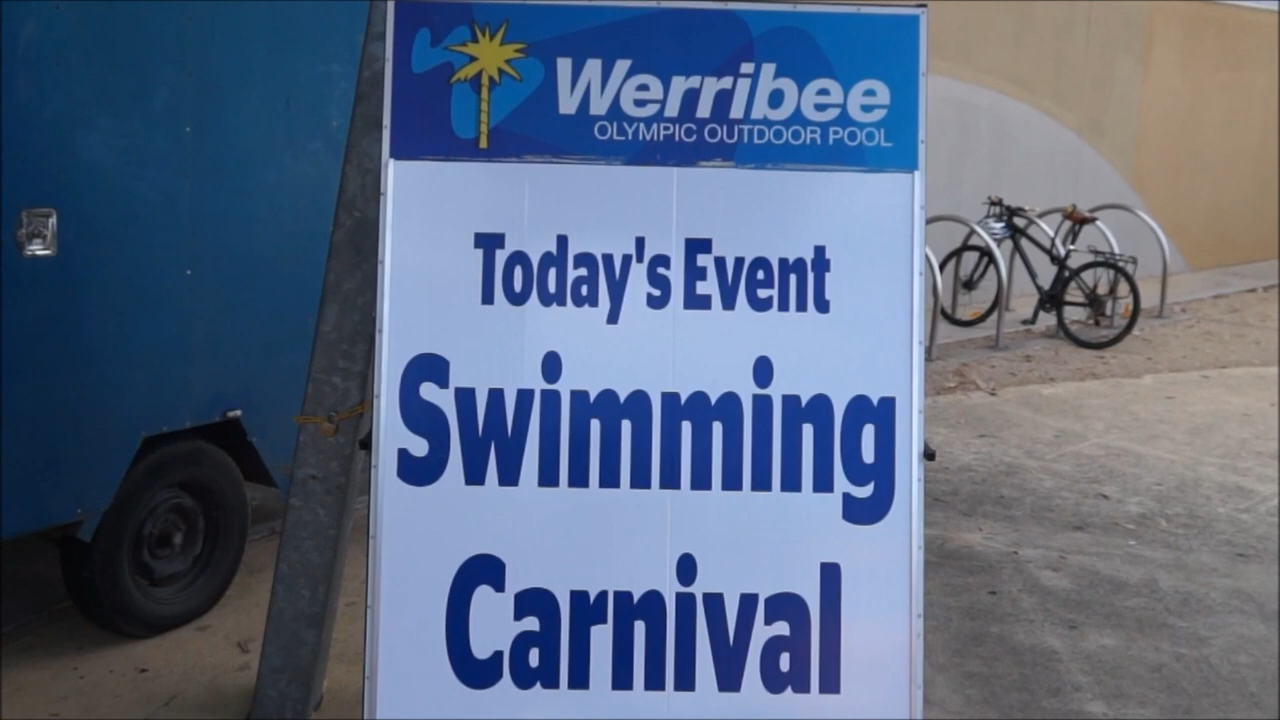 Werribee
OLYMPIC OUTDOOR POOL
Today's Event
Swimming
Carnival